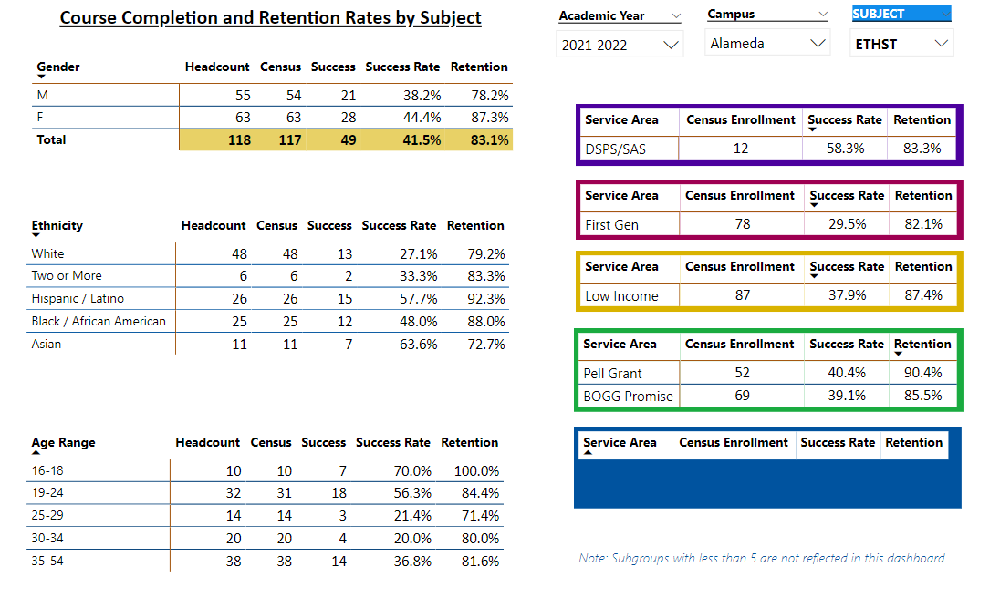 Course Completion and Retention Rates by Subject
Academic Year
2021-2022
Campus
Alameda
SUBJECT
ETHST
Gender Headcount Census Success Success Rate Retention
M 55 54 21 38.2% 78.2%
F 63 63 28 44.4% 87.3%
Total 118 117 49 41.5% 83.1%
Ethnicity Headcount Census Success Success Rate Retention
White 48 48 13 27.1% 79.2%
Two or More 6 6 2 33.3% 83.3%
Hispanic / Latino 26 26 15 57.7% 92.3%
Black / African American 25 25 12 48.0% 88.0%
Asian 11 11 7 63.6% 72.7%
Age Range Headcount Census Success Success Rate Retention
16-18 10 10 7 70.0% 100.0%
19-24 32 31 18 56.3% 84.4%
25-29 14 14 3 21.4% 71.4%
30-34 20 20 4 20.0% 80.0%
35-54 38 38 14 36.8% 81.6%
Service Area Census Enrollment Success Rate Retention
DSPS/SAS 12 58.3% 83.3%
Service Area Census Enrollment Success Rate Retention
First Gen 78 29.5% 82.1%
Service Area Census Enrollment Success Rate Retention
Low Income 87 37.9% 87.4%
Service Area Census Enrollment Success Rate Retention
Pell Grant 52 40.4% 90.4%
BOGG Promise 69 39.1% 85.5%
Service Area Census Enrollment Success Rate Retention
Note: Subgroups with less than 5 are not reflected in this dashboard